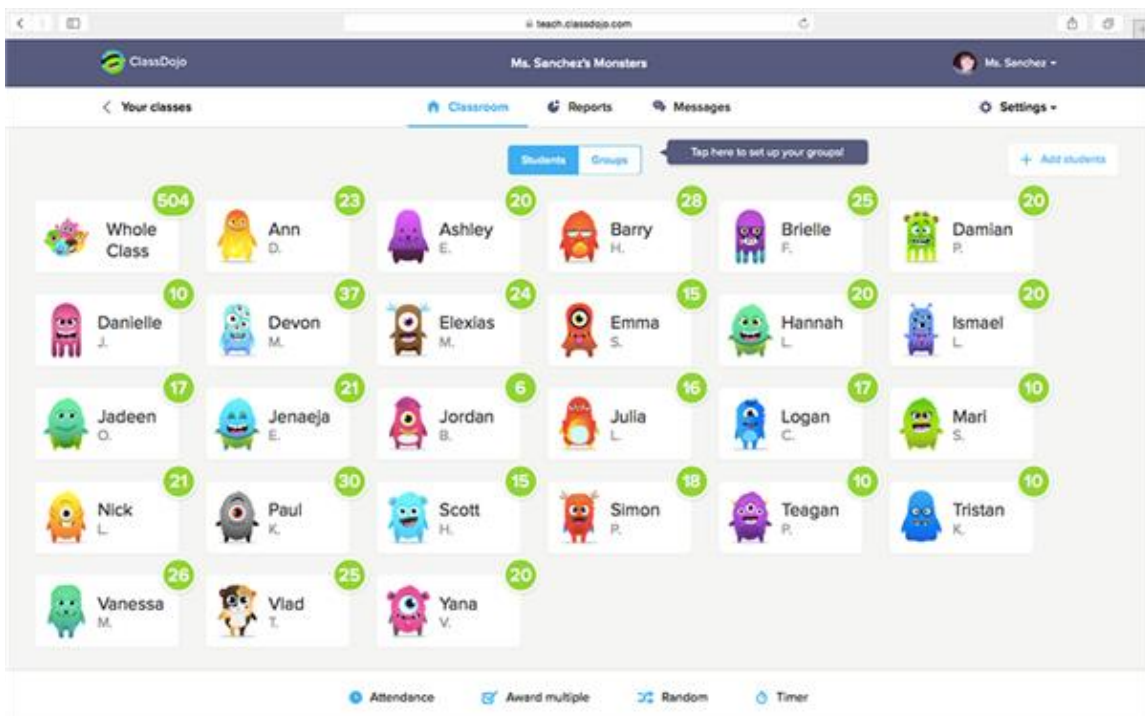 teach.classdojo.com
ClassDojo
Ms. Sanchez's Monsters
Ms. Sanchez
Your classes
Classroom
Reports
Messages
Settings
Students
Groups
Tap here to set up your groups!
+ Add students
504
Whole
Class
23
Ann
D.
20
Ashley
E.
28
Barry
H.
25
Brielle
F.
20
Damian
P.
10
Danielle
J.
37
Devon
M.
24
Elexias
M.
15
Emma
S.
20
Hannah
L.
20
Ismael
L.
17
Jadeen
O.
21
Jenaeja
E.
6
Jordan
B.
16
Julia
L.
17
Logan
C.
10
Mari
S.
21
Nick
L.
30
Paul
K.
15
Scott
H.
18
Simon
P.
10
Teagan
P.
10
Tristan
K.
26
Vanessa
M.
25
Vlad
T.
20
Yana
V.
Attendance
Award multiple
Random
Timer